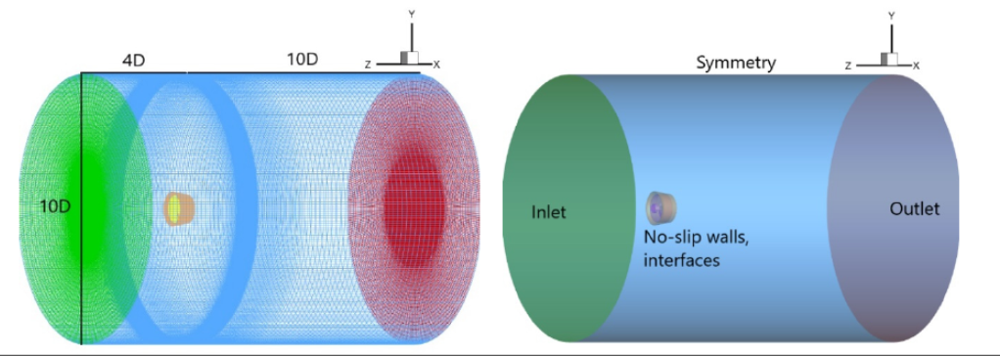 4D
10D
Y
Z
X
10D
Symmetry
Y
Z
X
Inlet
Outlet
No-slip walls,
interfaces